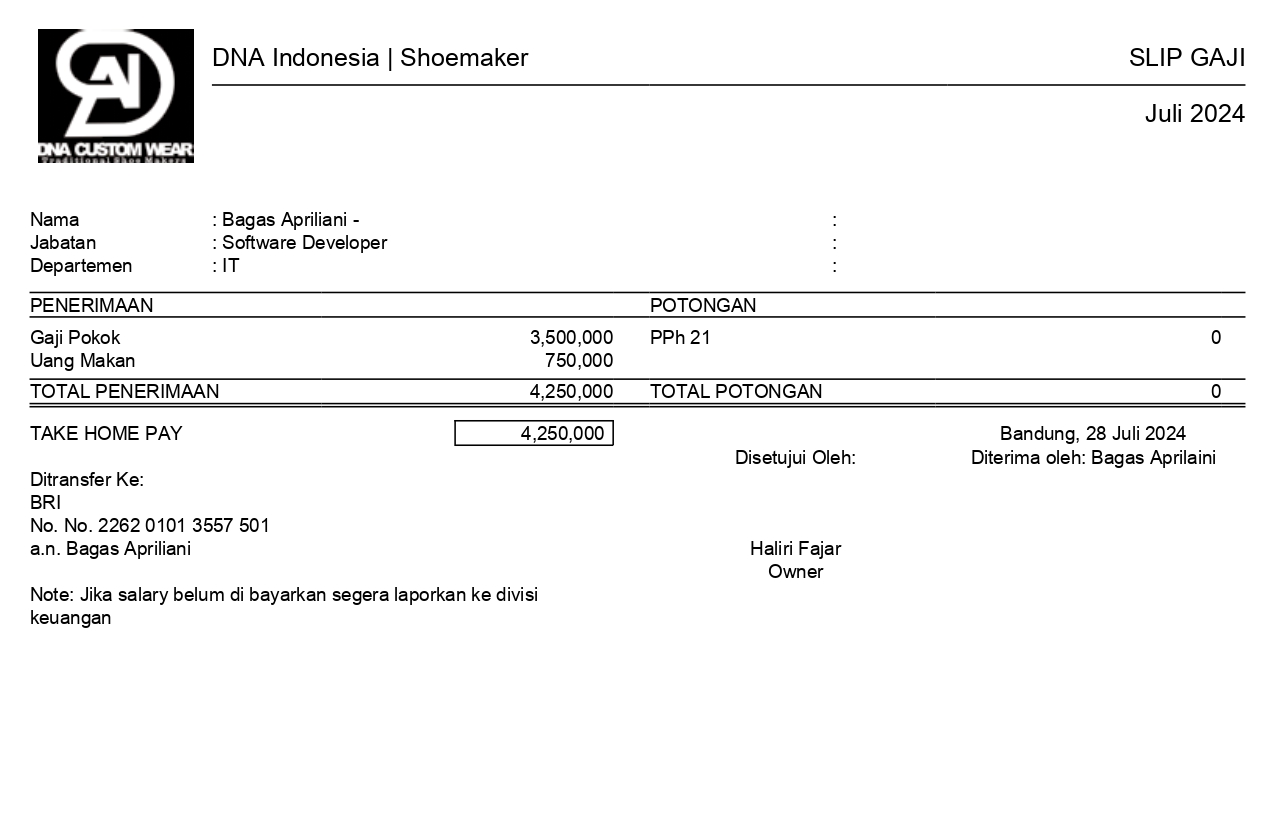 DNA CUSTOM WEAR
Traditional Shoe Makers
DNA Indonesia | Shoemaker SLIP GAJI
Juli 2024
Nama : Bagas Apriliani - :
Jabatan : Software Developer :
Departemen : IT :
PENERIMAAN POTONGAN
Gaji Pokok 3,500,000 PPh 21 0
Uang Makan 750,000
TOTAL PENERIMAAN 4,250,000 TOTAL POTONGAN 0
TAKE HOME PAY 4,250,000 Bandung, 28 Juli 2024
Disetujui Oleh: Diterima oleh: Bagas Aprilaini
Ditransfer Ke:
BRI
No. No. 2262 0101 3557 501
a.n. Bagas Apriliani Haliri Fajar
Owner
Note: Jika salary belum di bayarkan segera laporkan ke divisi
keuangan